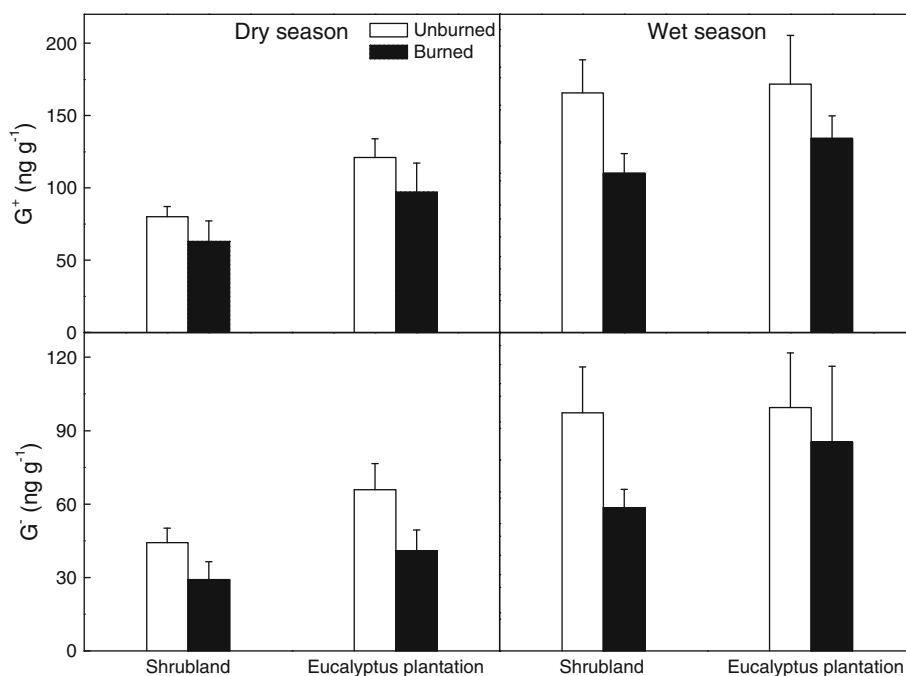 Dry season
Unburned
Burned
Wet season
G+ (ng g-1)
200
150
100
50
0
G- (ng g-1)
120
90
60
30
0
Shrubland
Eucalyptus plantation
Shrubland
Eucalyptus plantation